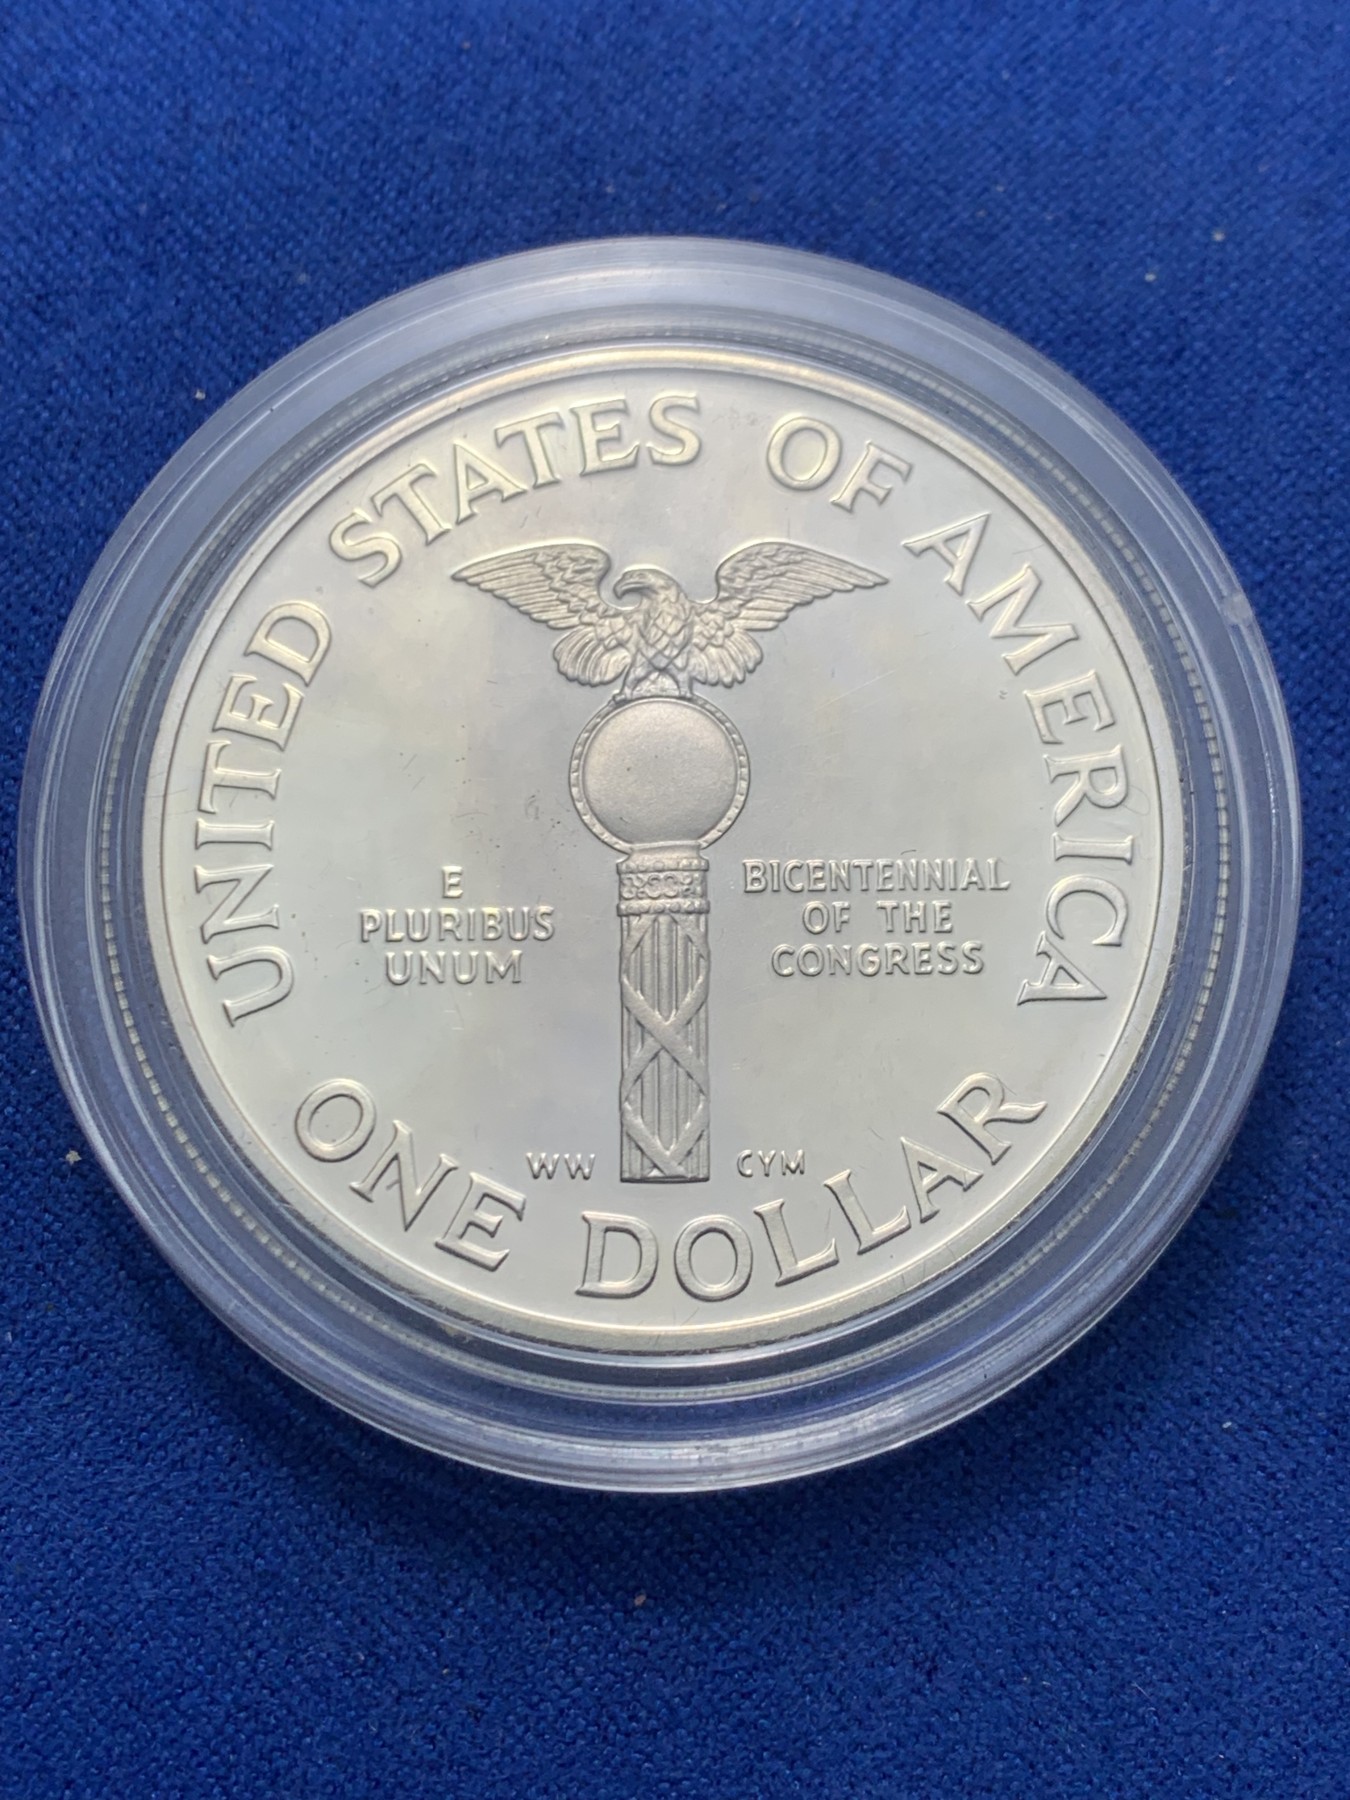 UNITED STATES OF AMERICA
E
PLURIBUS
UNUM
BICENTENNIAL
OF THE
CONGRESS
WW
CYM
ONE DOLLAR